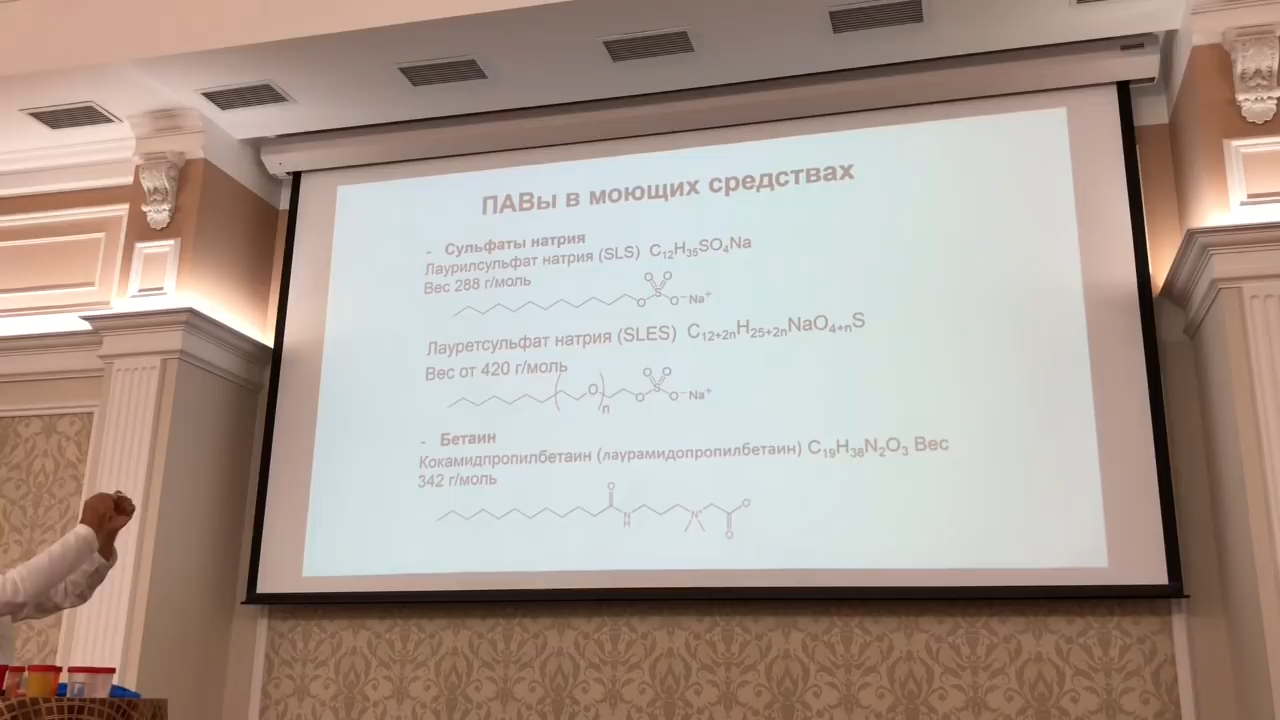 ПАВы в моющих средствах
- Сульфаты натрия
Лаурилсульфат натрия (SLS) C₁₂H₃₅SO₄Na
Вес 288 г/моль
O O
S
O O⁻ Na⁺
Лауретсульфат натрия (SLES) C₁₂₊₂ₙH₂₅₊₂ₙNaO₄₊ₙS
Вес от 420 г/моль
O O
O S
n O O⁻ Na⁺
- Бетаин
Кокамидпропилбетаин (лаурамидопропилбетаин) C₁₉H₃₈N₂O₃ Вес
342 г/моль
O
N H N⁺ O
O